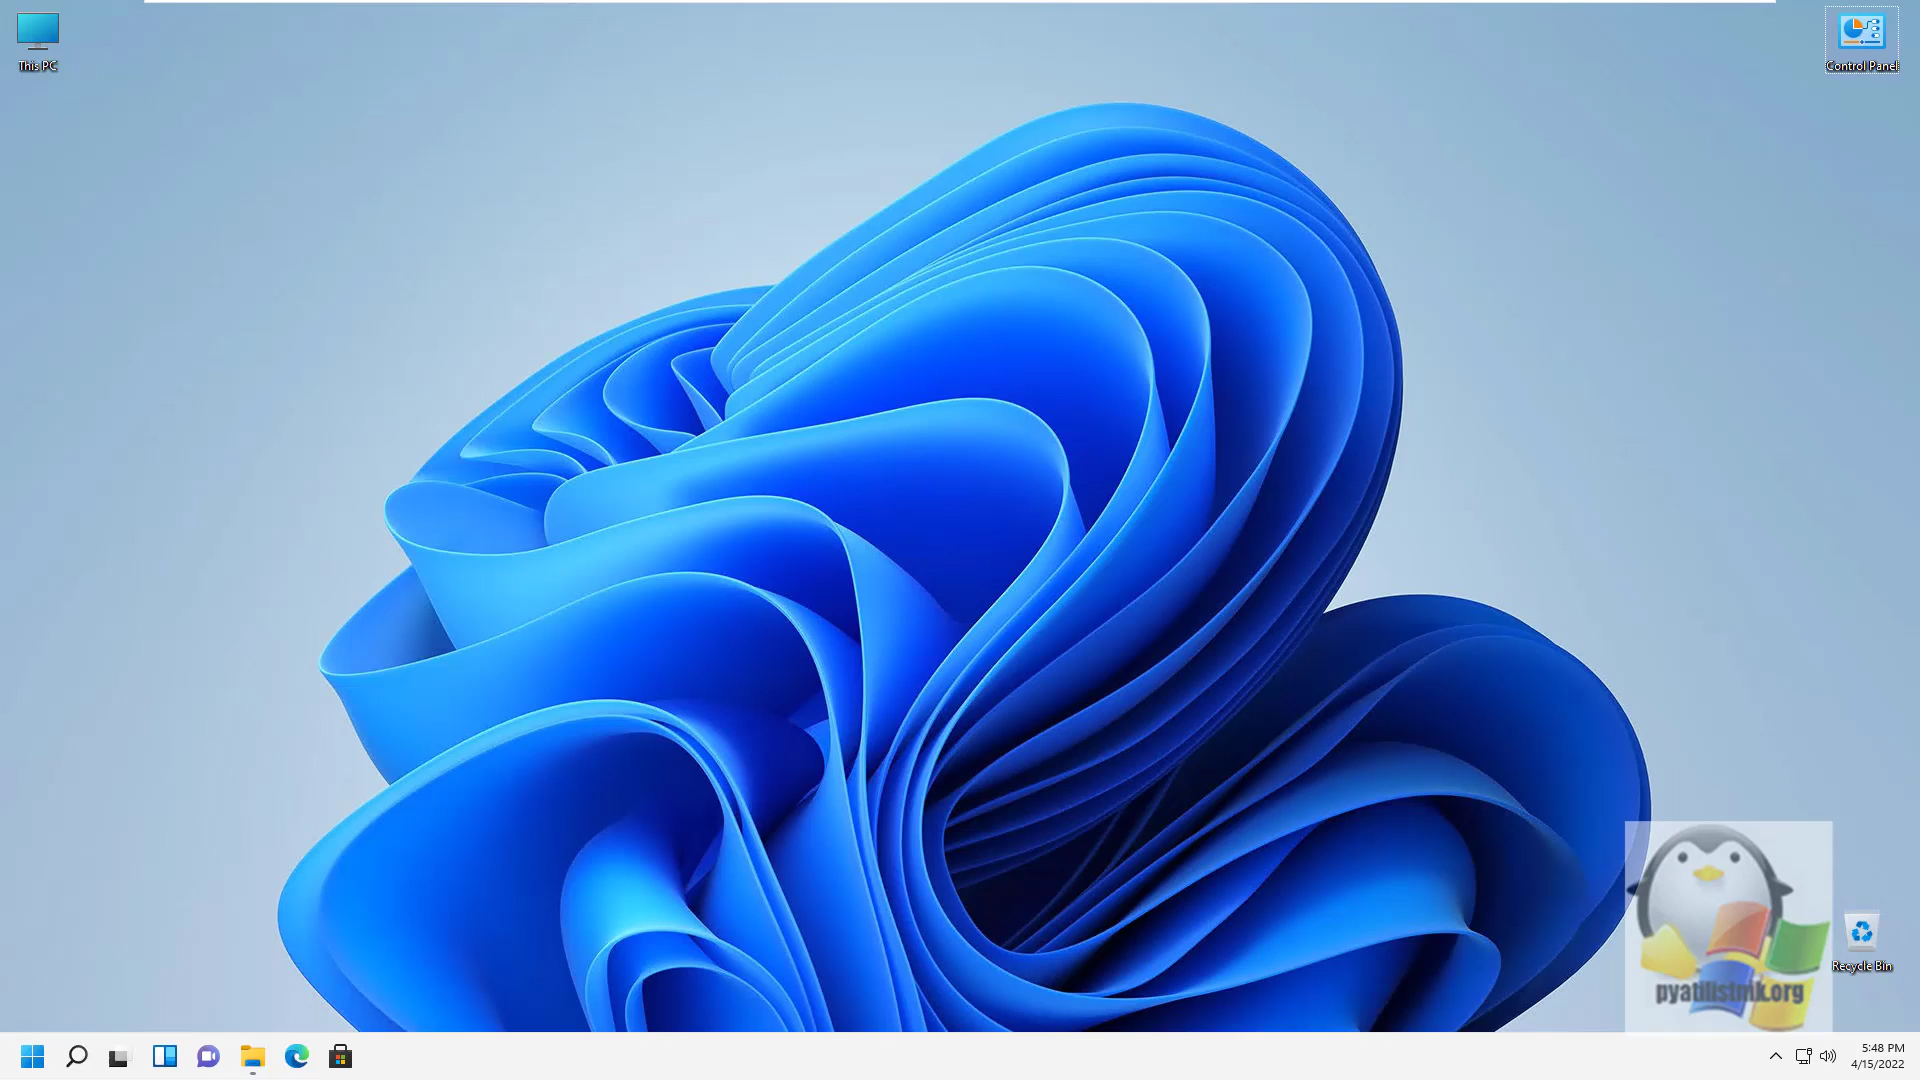 This PC
Control Panel
pyatilistnik.org
Recycle Bin
5:48 PM
4/15/2022